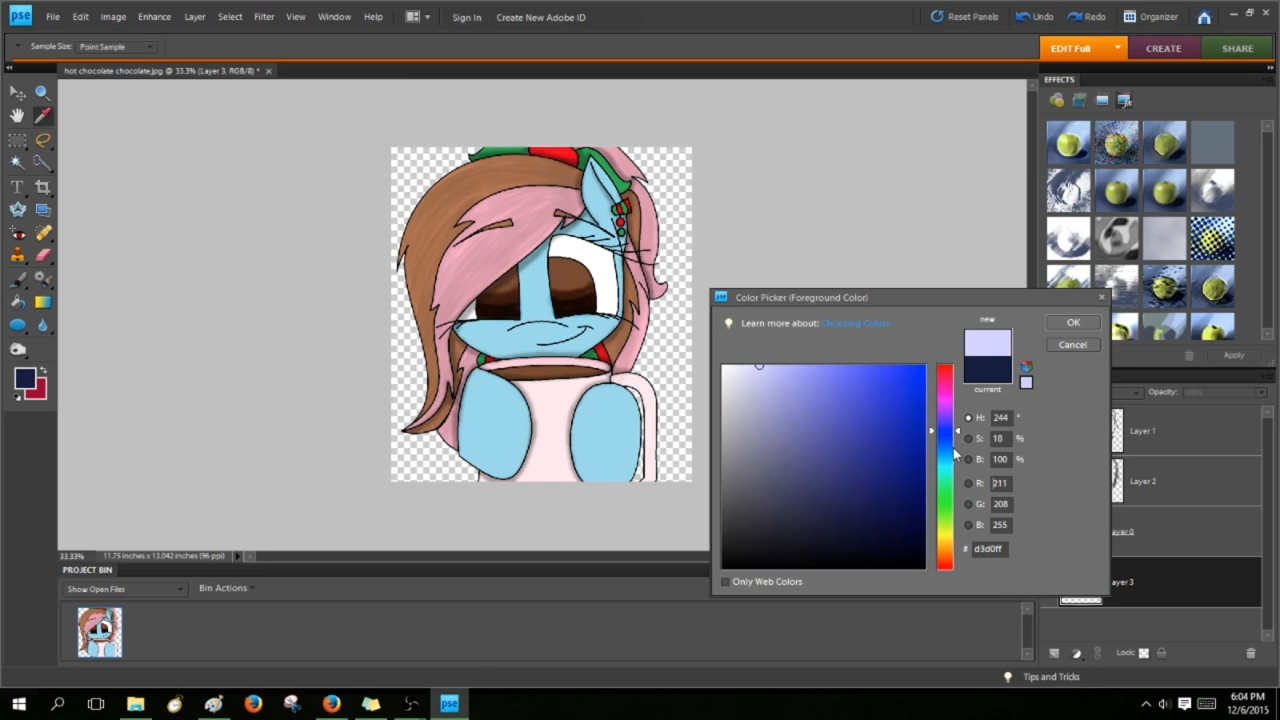 pse File Edit Image Enhance Layer Select Filter View Window Help Sign In Create New Adobe ID Reset Panels Undo Redo Organizer
Sample Size: Point Sample EDIT Full CREATE SHARE
hot chocolate chocolate.jpg @ 33.3% (Layer 3, RGB/8) * ×
EFFECTS
Color Picker (Foreground Color)
Learn more about: Choosing Colors
new
OK
Cancel
current
H: 244 °
S: 18 %
B: 100 %
R: 211
G: 208
B: 255
# d3d0ff
Only Web Colors
Apply
Opacity: 100%
Layer 1
Layer 2
Layer 0
yer 3
Lock:
33.33% 11.75 inches x 13.042 inches (96 ppi)
PROJECT BIN
Show Open Files Bin Actions
Tips and Tricks
pse
6:04 PM
12/6/2015